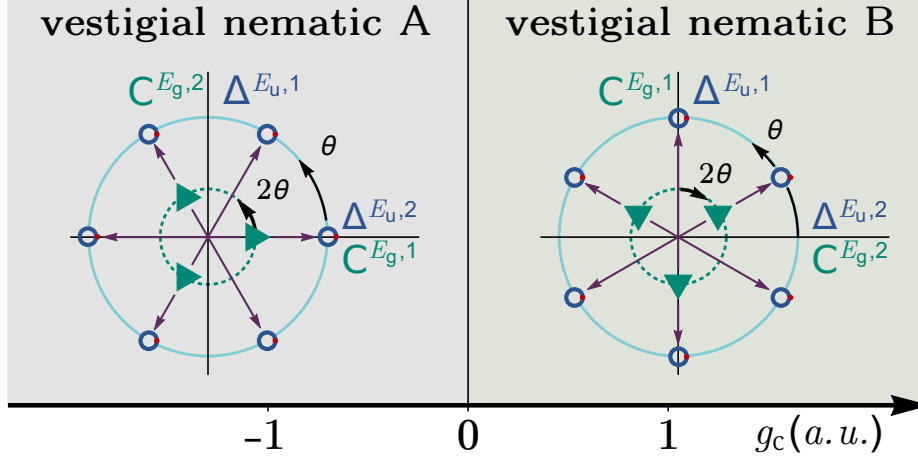 vestigial nematic A
vestigial nematic B
C^{E_g,2} Δ^{E_u,1}
θ
2θ
Δ^{E_u,2}
C^{E_g,1}
C^{E_g,1} Δ^{E_u,1}
θ
2θ
Δ^{E_u,2}
C^{E_g,2}
-1 0 1 g_c(a.u.)